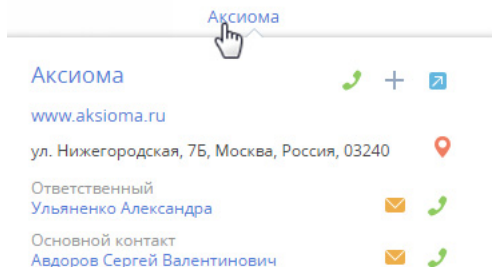 Аксиома
Аксиома
www.aksioma.ru
ул. Нижегородская, 7Б, Москва, Россия, 03240
Ответственный
Ульяненко Александра
Основной контакт
Авдоров Сергей Валентинович